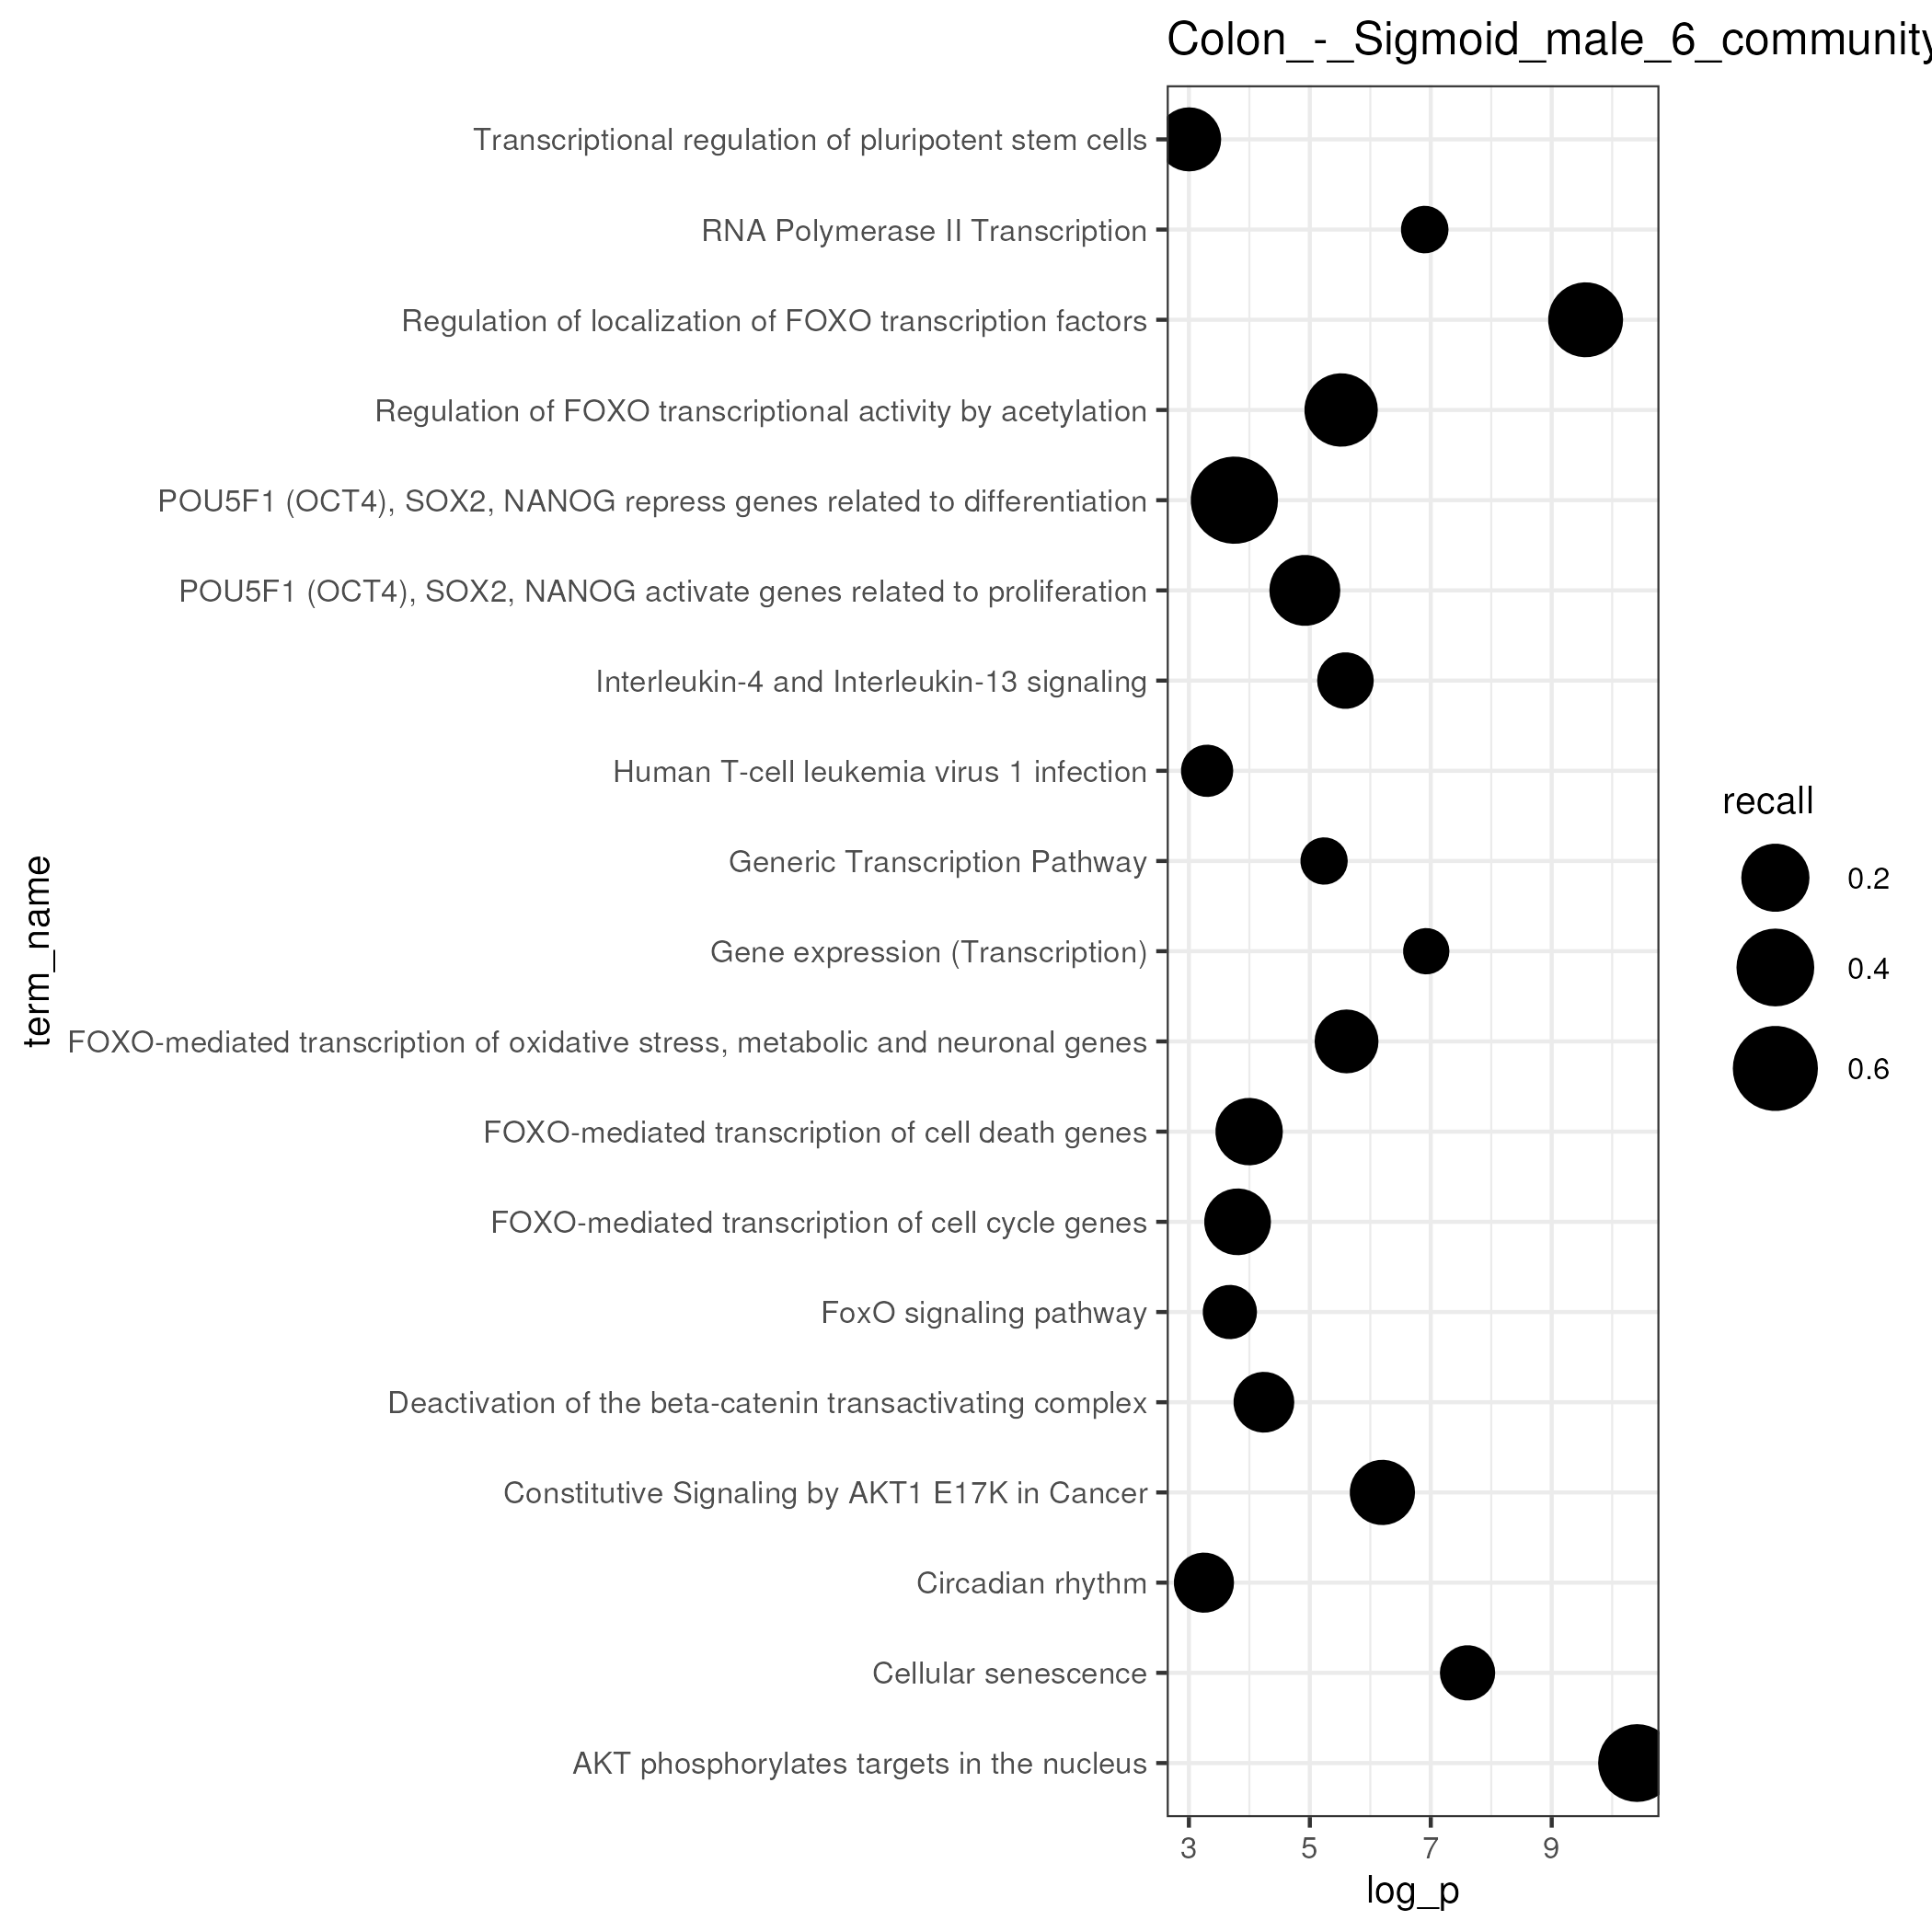 Colon_-_Sigmoid_male_6_community
Transcriptional regulation of pluripotent stem cells
RNA Polymerase II Transcription
Regulation of localization of FOXO transcription factors
Regulation of FOXO transcriptional activity by acetylation
POU5F1 (OCT4), SOX2, NANOG repress genes related to differentiation
POU5F1 (OCT4), SOX2, NANOG activate genes related to proliferation
Interleukin-4 and Interleukin-13 signaling
Human T-cell leukemia virus 1 infection
Generic Transcription Pathway
Gene expression (Transcription)
FOXO-mediated transcription of oxidative stress, metabolic and neuronal genes
FOXO-mediated transcription of cell death genes
FOXO-mediated transcription of cell cycle genes
FoxO signaling pathway
Deactivation of the beta-catenin transactivating complex
Constitutive Signaling by AKT1 E17K in Cancer
Circadian rhythm
Cellular senescence
AKT phosphorylates targets in the nucleus
term_name
3 5 7 9
log_p
recall
0.2
0.4
0.6